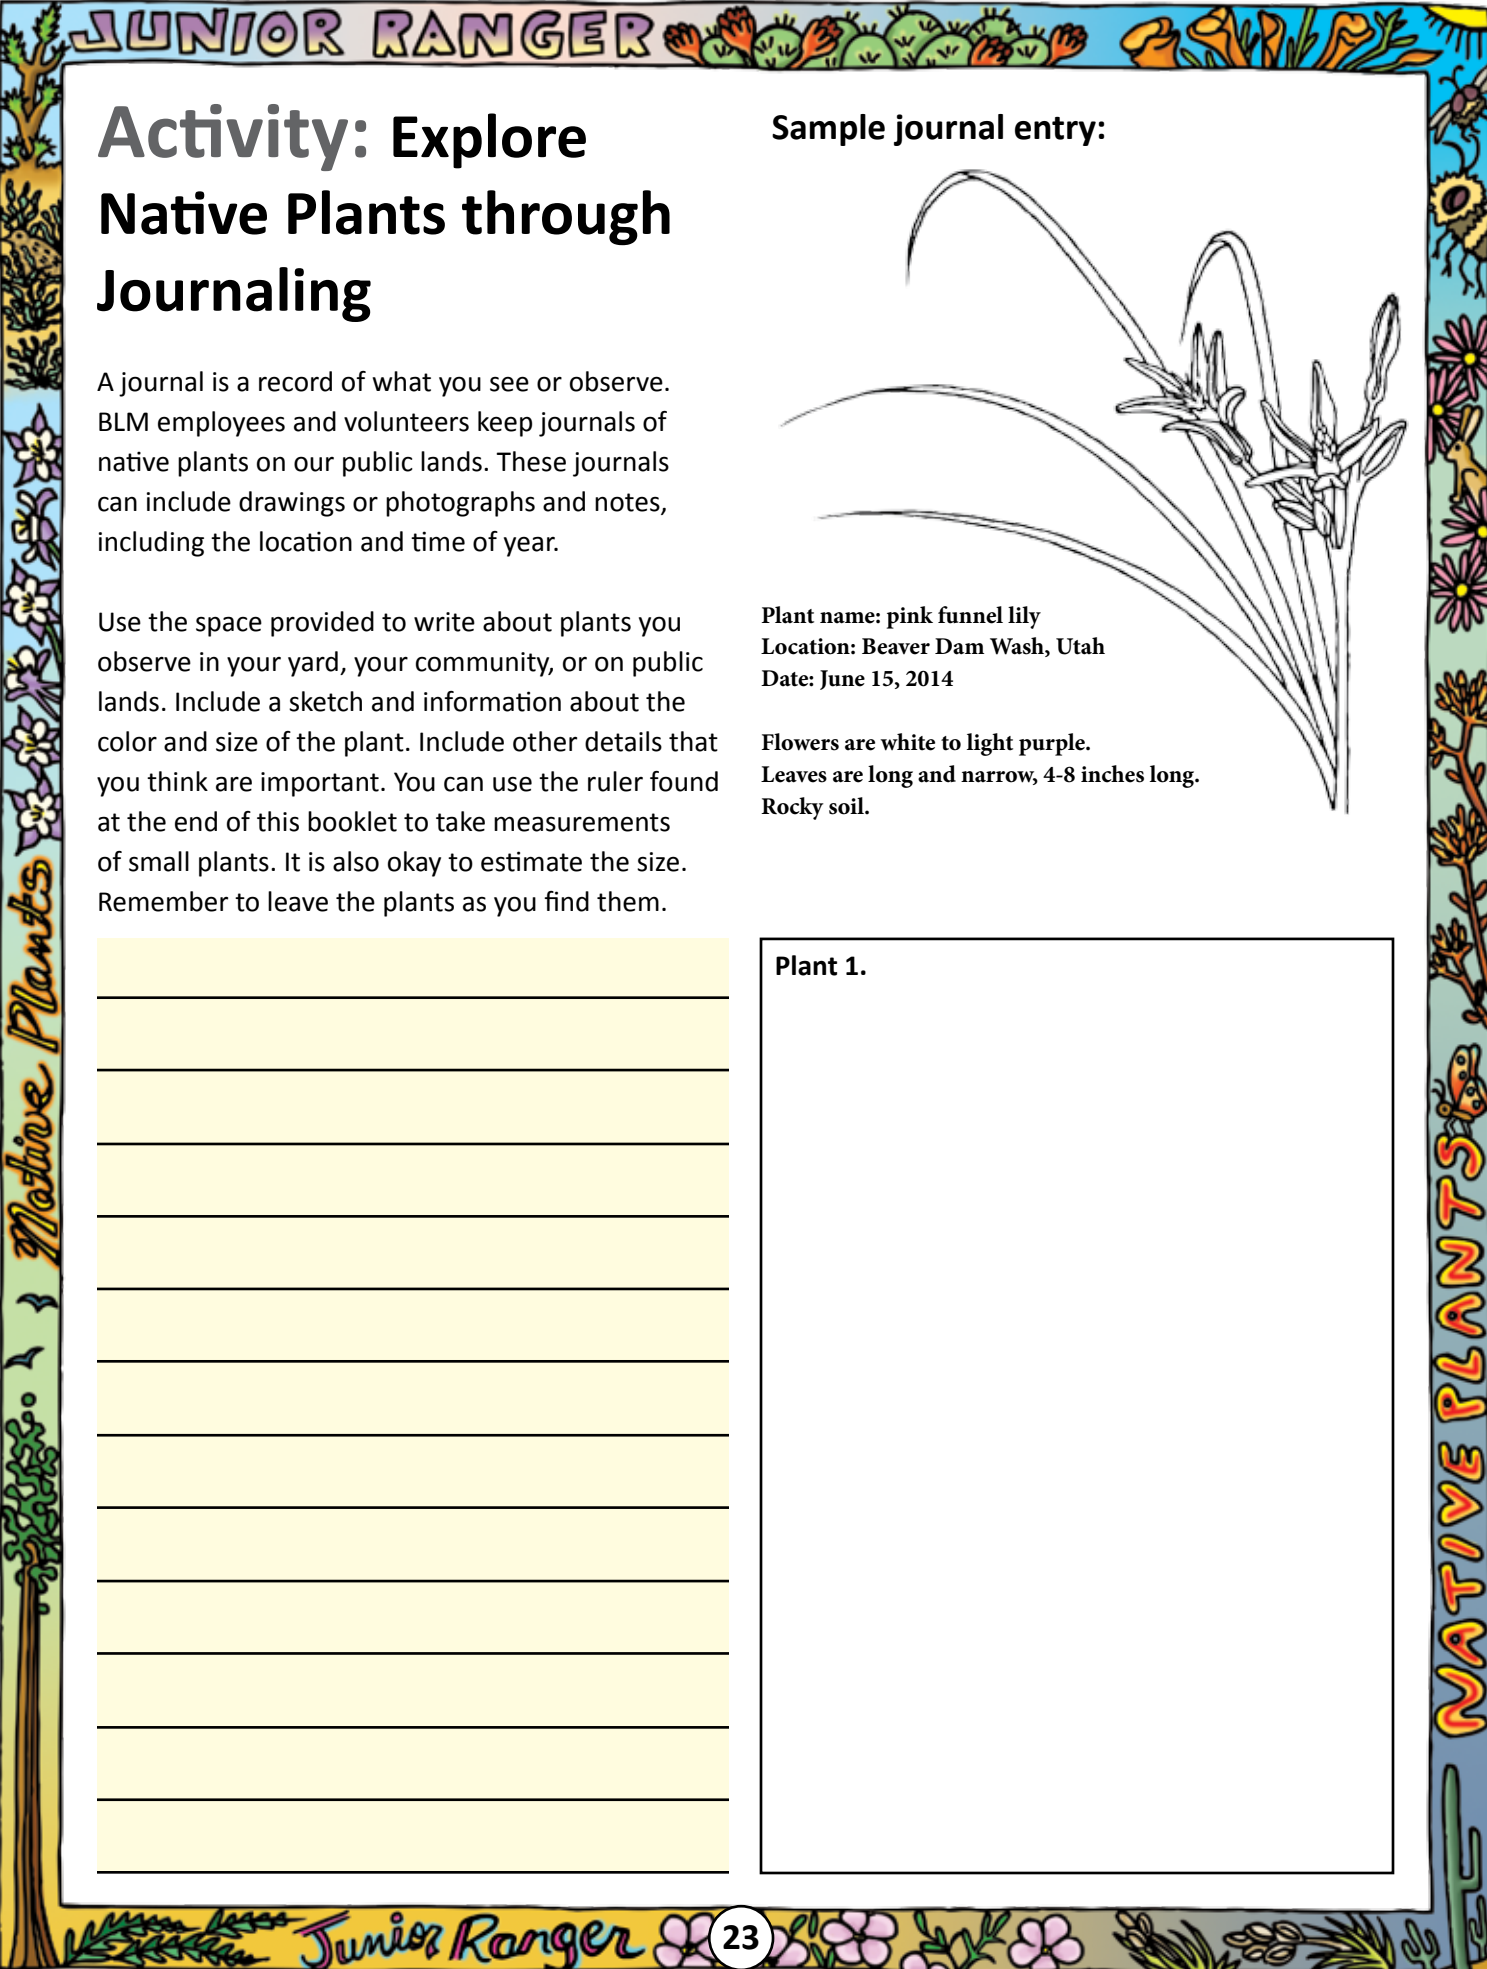 JUNIOR RANGER
Activity: Explore
Native Plants through
Journaling
A journal is a record of what you see or observe.
BLM employees and volunteers keep journals of
native plants on our public lands. These journals
can include drawings or photographs and notes,
including the location and time of year.
Use the space provided to write about plants you
observe in your yard, your community, or on public
lands. Include a sketch and information about the
color and size of the plant. Include other details that
you think are important. You can use the ruler found
at the end of this booklet to take measurements
of small plants. It is also okay to estimate the size.
Remember to leave the plants as you find them.
Sample journal entry:
Plant name: pink funnel lily
Location: Beaver Dam Wash, Utah
Date: June 15, 2014
Flowers are white to light purple.
Leaves are long and narrow, 4-8 inches long.
Rocky soil.
Plant 1.
Native Plants
NATIVE PLANTS
Junior Ranger
23